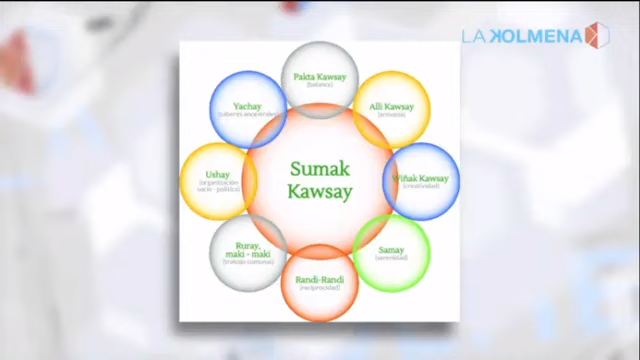 LA KOLMENA
Pakta Kawsay
(balance)
Yachay
(saberes ancestrales)
Alli Kawsay
(armonía)
Ushay
(organización
socio - política)
Sumak
Kawsay
Wiñak Kawsay
(creatividad)
Ruray,
maki - maki
(trabajo comunal)
Samay
(serenidad)
Randi-Randi
(reciprocidad)